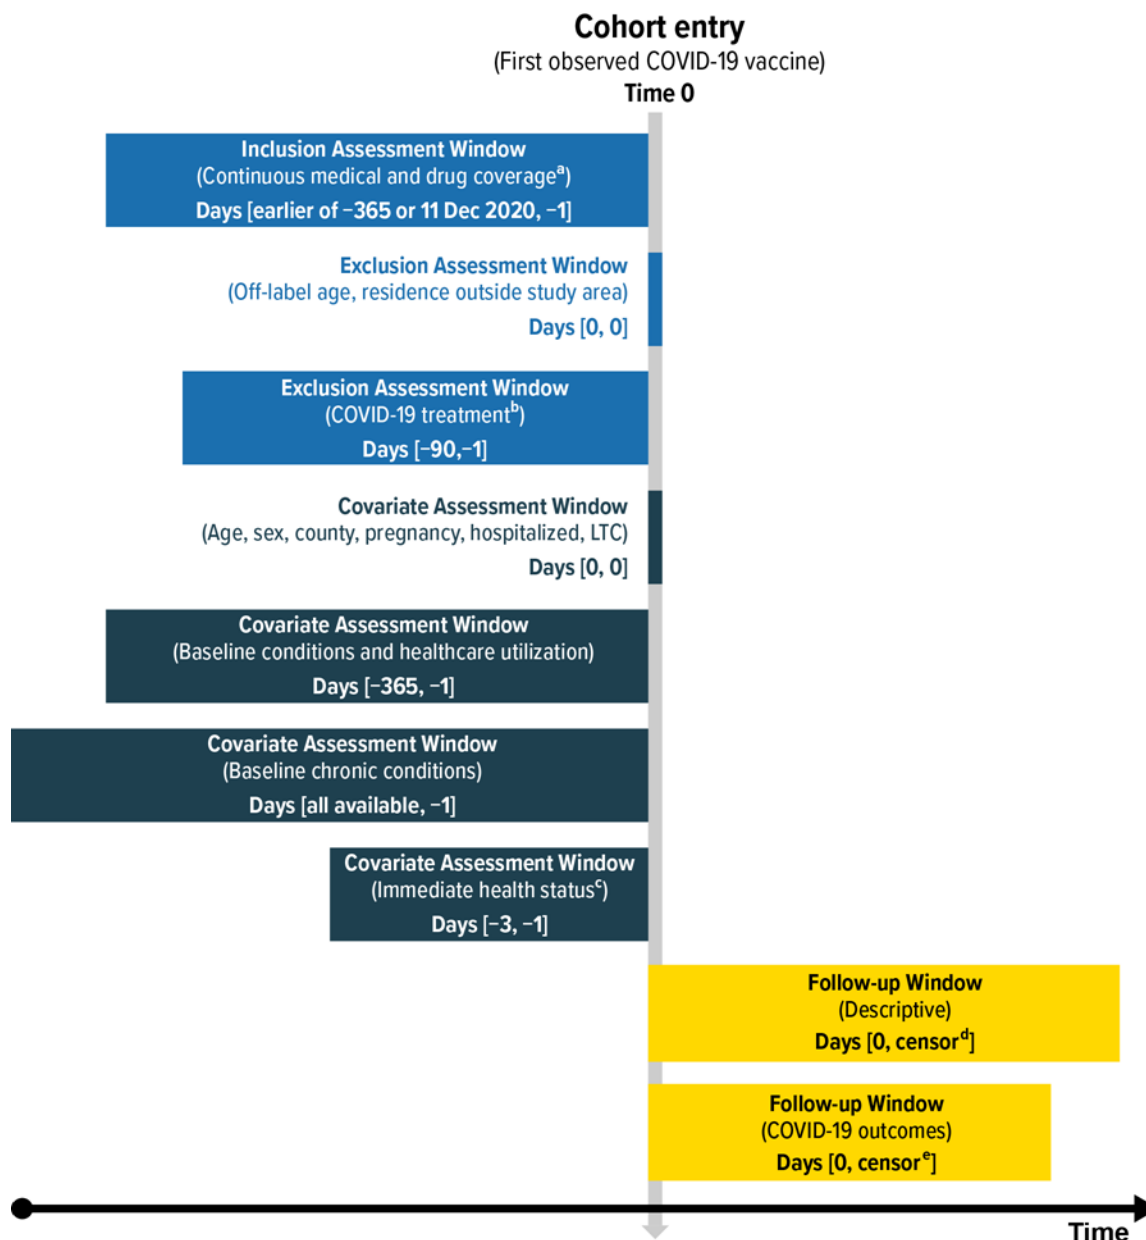 Cohort entry
(First observed COVID-19 vaccine)
Time 0
Inclusion Assessment Window
(Continuous medical and drug coverageᵃ)
Days [earlier of −365 or 11 Dec 2020, −1]
Exclusion Assessment Window
(Off-label age, residence outside study area)
Days [0, 0]
Exclusion Assessment Window
(COVID-19 treatmentᵇ)
Days [−90,−1]
Covariate Assessment Window
(Age, sex, county, pregnancy, hospitalized, LTC)
Days [0, 0]
Covariate Assessment Window
(Baseline conditions and healthcare utilization)
Days [−365, −1]
Covariate Assessment Window
(Baseline chronic conditions)
Days [all available, −1]
Covariate Assessment Window
(Immediate health statusᶜ)
Days [−3, −1]
Follow-up Window
(Descriptive)
Days [0, censorᵈ]
Follow-up Window
(COVID-19 outcomes)
Days [0, censorᵉ]
Time